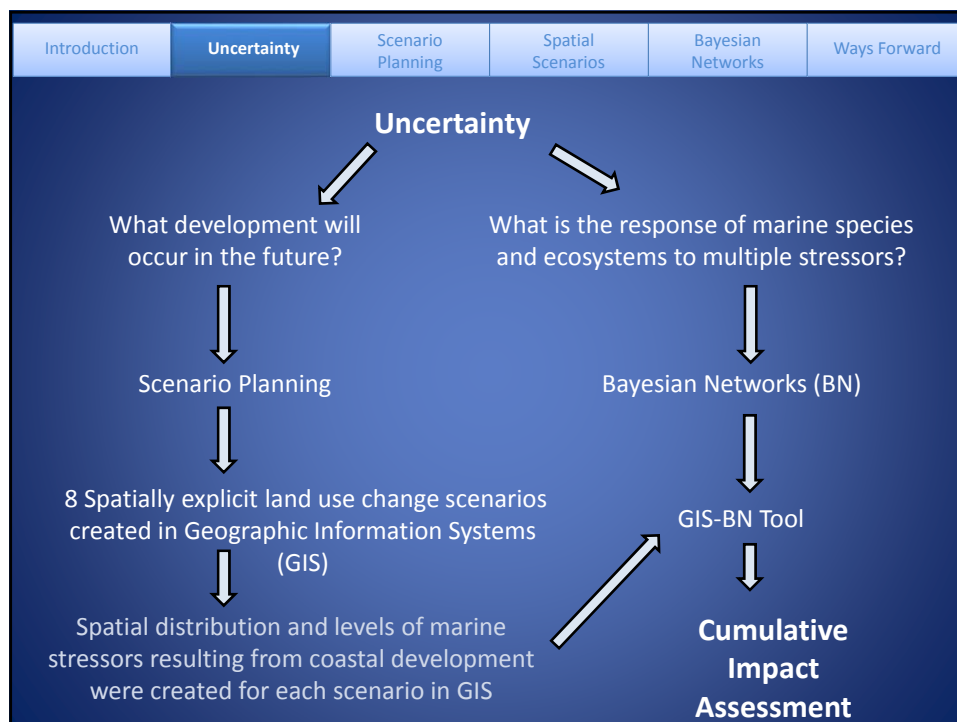 Introduction
Uncertainty
Scenario
Planning
Spatial
Scenarios
Bayesian
Networks
Ways Forward
Uncertainty
What development will
occur in the future?
What is the response of marine species
and ecosystems to multiple stressors?
Scenario Planning
Bayesian Networks (BN)
8 Spatially explicit land use change scenarios
created in Geographic Information Systems
(GIS)
GIS-BN Tool
Spatial distribution and levels of marine
stressors resulting from coastal development
were created for each scenario in GIS
Cumulative
Impact
Assessment